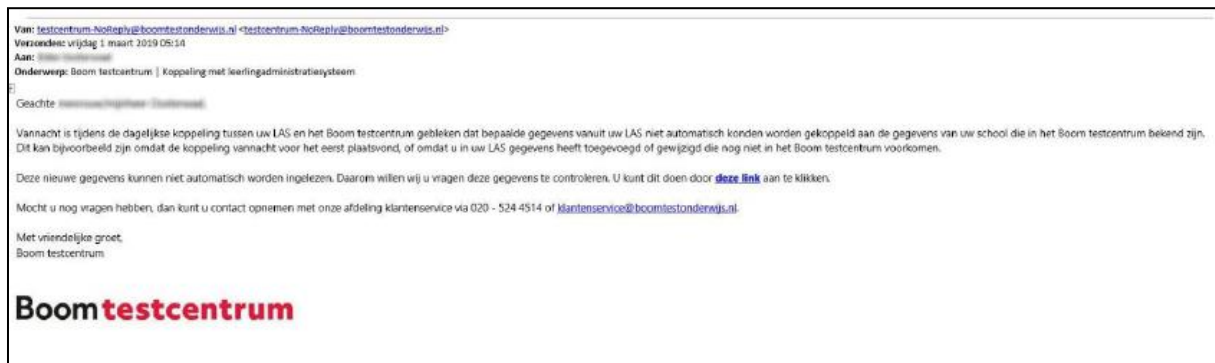 Van: testcentrum-NoReply@boomtestonderwijs.nl <testcentrum-NoReply@boomtestonderwijs.nl>
Verzonden: vrijdag 1 maart 2019 05:14
Aan:
Onderwerp: Boom testcentrum | Koppeling met leerlingadministratiesysteem
Geachte
Vannacht is tijdens de dagelijkse koppeling tussen uw LAS en het Boom testcentrum gebleken dat bepaalde gegevens vanuit uw LAS niet automatisch konden worden gekoppeld aan de gegevens van uw school die in het Boom testcentrum bekend zijn.
Dit kan bijvoorbeeld zijn omdat de koppeling vannacht voor het eerst plaatsvond, of omdat u in uw LAS gegevens heeft toegevoegd of gewijzigd die nog niet in het Boom testcentrum voorkomen.
Deze nieuwe gegevens kunnen niet automatisch worden ingelezen. Daarom willen wij u vragen deze gegevens te controleren. U kunt dit doen door deze link aan te klikken.
Mocht u nog vragen hebben, dan kunt u contact opnemen met onze afdeling klantenservice via 020 - 524 4514 of klantenservice@boomtestonderwijs.nl.
Met vriendelijke groet,
Boom testcentrum
Boom testcentrum